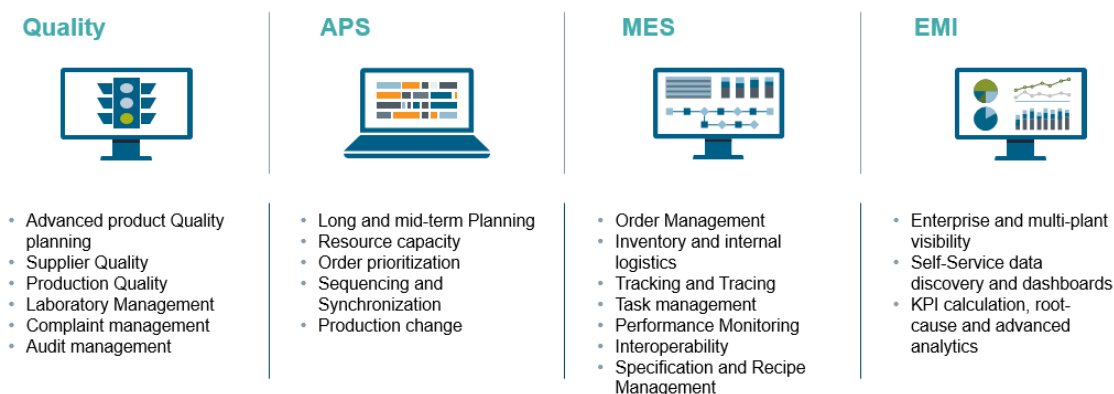 Quality
Advanced product Quality
planning
Supplier Quality
Production Quality
Laboratory Management
Complaint management
Audit management
APS
Long and mid-term Planning
Resource capacity
Order prioritization
Sequencing and
Synchronization
Production change
MES
Order Management
Inventory and internal
logistics
Tracking and Tracing
Task management
Performance Monitoring
Interoperability
Specification and Recipe
Management
EMI
Enterprise and multi-plant
visibility
Self-Service data
discovery and dashboards
KPI calculation, root-
cause and advanced
analytics